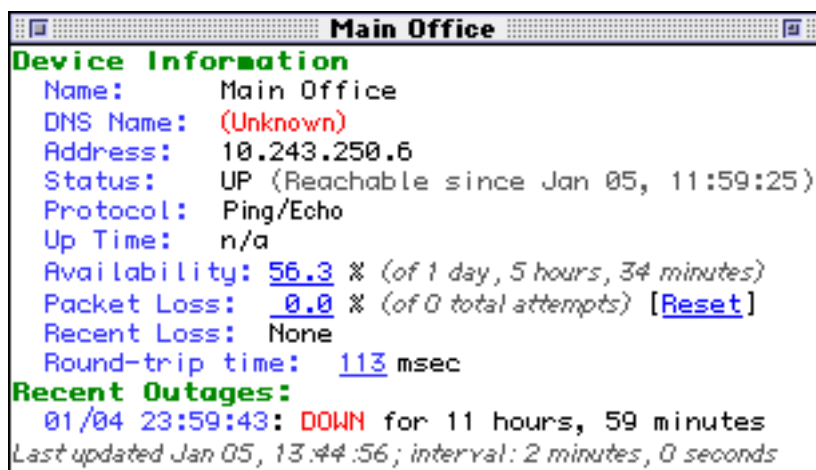 Main Office
Device Information
Name: Main Office
DNS Name: (Unknown)
Address: 10.243.250.6
Status: UP (Reachable since Jan 05, 11:59:25)
Protocol: Ping/Echo
Up Time: n/a
Availability: 56.3 % (of 1 day, 5 hours, 34 minutes)
Packet Loss: 0.0 % (of 0 total attempts) [Reset]
Recent Loss: None
Round-trip time: 113 msec
Recent Outages:
01/04 23:59:43: DOWN for 11 hours, 59 minutes
Last updated Jan 05, 13:44:56; interval: 2 minutes, 0 seconds